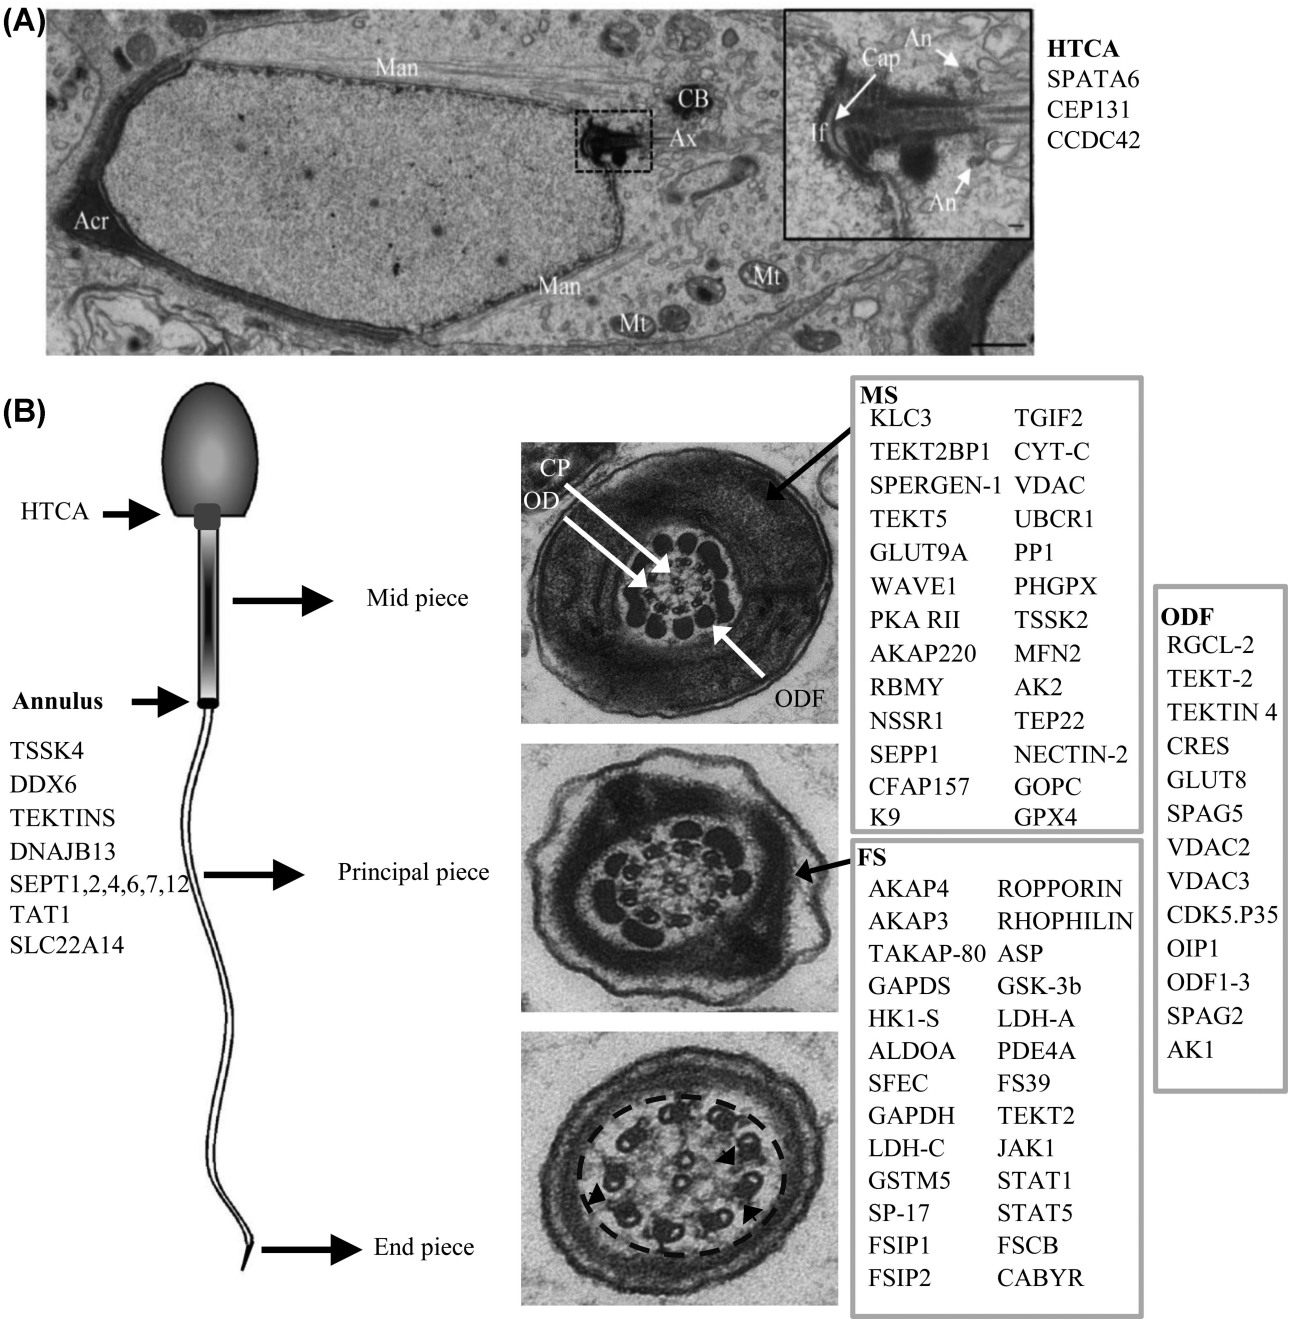 (A)
Man
CB
Ax
Acr
Man
Mt
Mt
An
Cap
If
An
HTCA
SPATA6
CEP131
CCDC42
(B)
HTCA
Mid piece
Annulus
TSSK4
DDX6
TEKTINS
DNAJB13
SEPT1,2,4,6,7,12
TAT1
SLC22A14
Principal piece
End piece
CP
OD
ODF
MS
KLC3 TGIF2
TEKT2BP1 CYT-C
SPERGEN-1 VDAC
TEKT5 UBCR1
GLUT9A PP1
WAVE1 PHGPX
PKA RII TSSK2
AKAP220 MFN2
RBMY AK2
NSSR1 TEP22
SEPP1 NECTIN-2
CFAP157 GOPC
K9 GPX4
FS
AKAP4 ROPPORIN
AKAP3 RHOPHILIN
TAKAP-80 ASP
GAPDS GSK-3b
HK1-S LDH-A
ALDOA PDE4A
SFEC FS39
GAPDH TEKT2
LDH-C JAK1
GSTM5 STAT1
SP-17 STAT5
FSIP1 FSCB
FSIP2 CABYR
ODF
RGCL-2
TEKT-2
TEKTIN 4
CRES
GLUT8
SPAG5
VDAC2
VDAC3
CDK5.P35
OIP1
ODF1-3
SPAG2
AK1